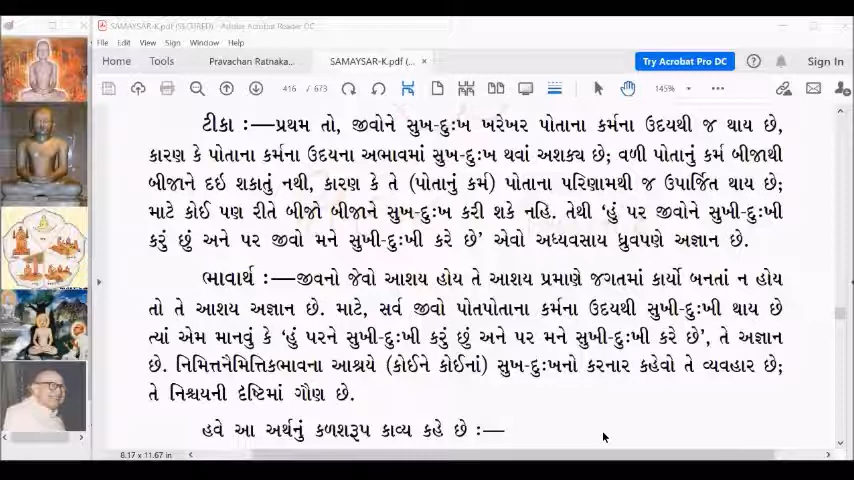 SAMAYSAR-K.pdf (SECURED) - Adobe Acrobat Reader DC
File Edit View Sign Window Help
Home Tools Pravachan Ratnaka... SAMAYSAR-K.pdf (... × Try Acrobat Pro DC Sign In
416 / 673 145%
ટીકા :—પ્રથમ તો, જીવોને સુખ-દુઃખ ખરેખર પોતાના કર્મના ઉદયથી જ થાય છે,
કારણ કે પોતાના કર્મના ઉદયના અભાવમાં સુખ-દુઃખ થવાં અશક્ય છે; વળી પોતાનું કર્મ બીજાથી
બીજાને દઇ શકાતું નથી, કારણ કે તે (પોતાનું કર્મ) પોતાના પરિણામથી જ ઉપાર્જિત થાય છે;
માટે કોઈ પણ રીતે બીજો બીજાને સુખ-દુઃખ કરી શકે નહિ. તેથી ‘હું પર જીવોને સુખી-દુઃખી
કરું છું અને પર જીવો મને સુખી-દુઃખી કરે છે’ એવો અધ્યવસાય ધ્રુવપણે અજ્ઞાન છે.
ભાવાર્થ :—જીવનો જેવો આશય હોય તે આશય પ્રમાણે જગતમાં કાર્યો બનતાં ન હોય
તો તે આશય અજ્ઞાન છે. માટે, સર્વ જીવો પોતપોતાના કર્મના ઉદયથી સુખી-દુઃખી થાય છે
ત્યાં એમ માનવું કે ‘હું પરને સુખી-દુઃખી કરું છું અને પર મને સુખી-દુઃખી કરે છે’, તે અજ્ઞાન
છે. નિમિત્તનૈમિત્તિકભાવના આશ્રયે (કોઈને કોઈનાં) સુખ-દુઃખનો કરનાર કહેવો તે વ્યવહાર છે;
તે નિશ્ચયની દૃષ્ટિમાં ગૌણ છે.
હવે આ અર્થનું કળશરૂપ કાવ્ય કહે છે :—
8.17 x 11.67 in